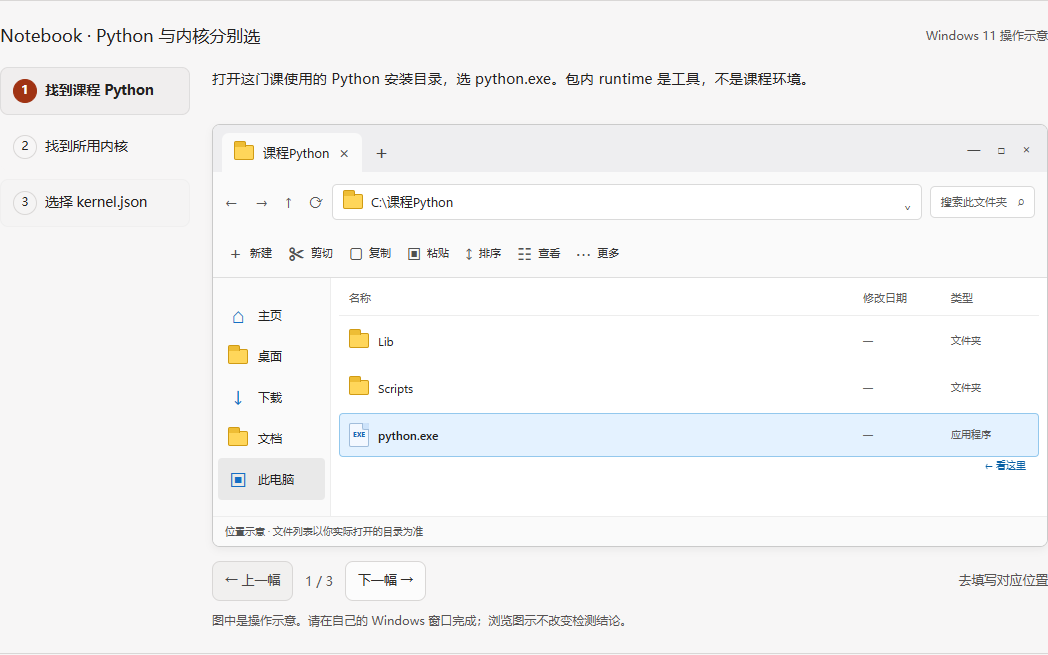 Notebook · Python 与内核分别选
Windows 11 操作示意
1 找到课程 Python
2 找到所用内核
3 选择 kernel.json
打开这门课使用的 Python 安装目录，选 python.exe。包内 runtime 是工具，不是课程环境。
课程Python
C:\课程Python
搜索此文件夹
新建 剪切 复制 粘贴 排序 查看 更多
主页
桌面
下载
文档
此电脑
名称 修改日期 类型
Lib — 文件夹
Scripts — 文件夹
EXE python.exe — 应用程序
← 看这里
位置示意 · 文件列表以你实际打开的目录为准
← 上一幅 1 / 3 下一幅 →
去填写对应位置
图中是操作示意。请在自己的 Windows 窗口完成；浏览图示不改变检测结论。